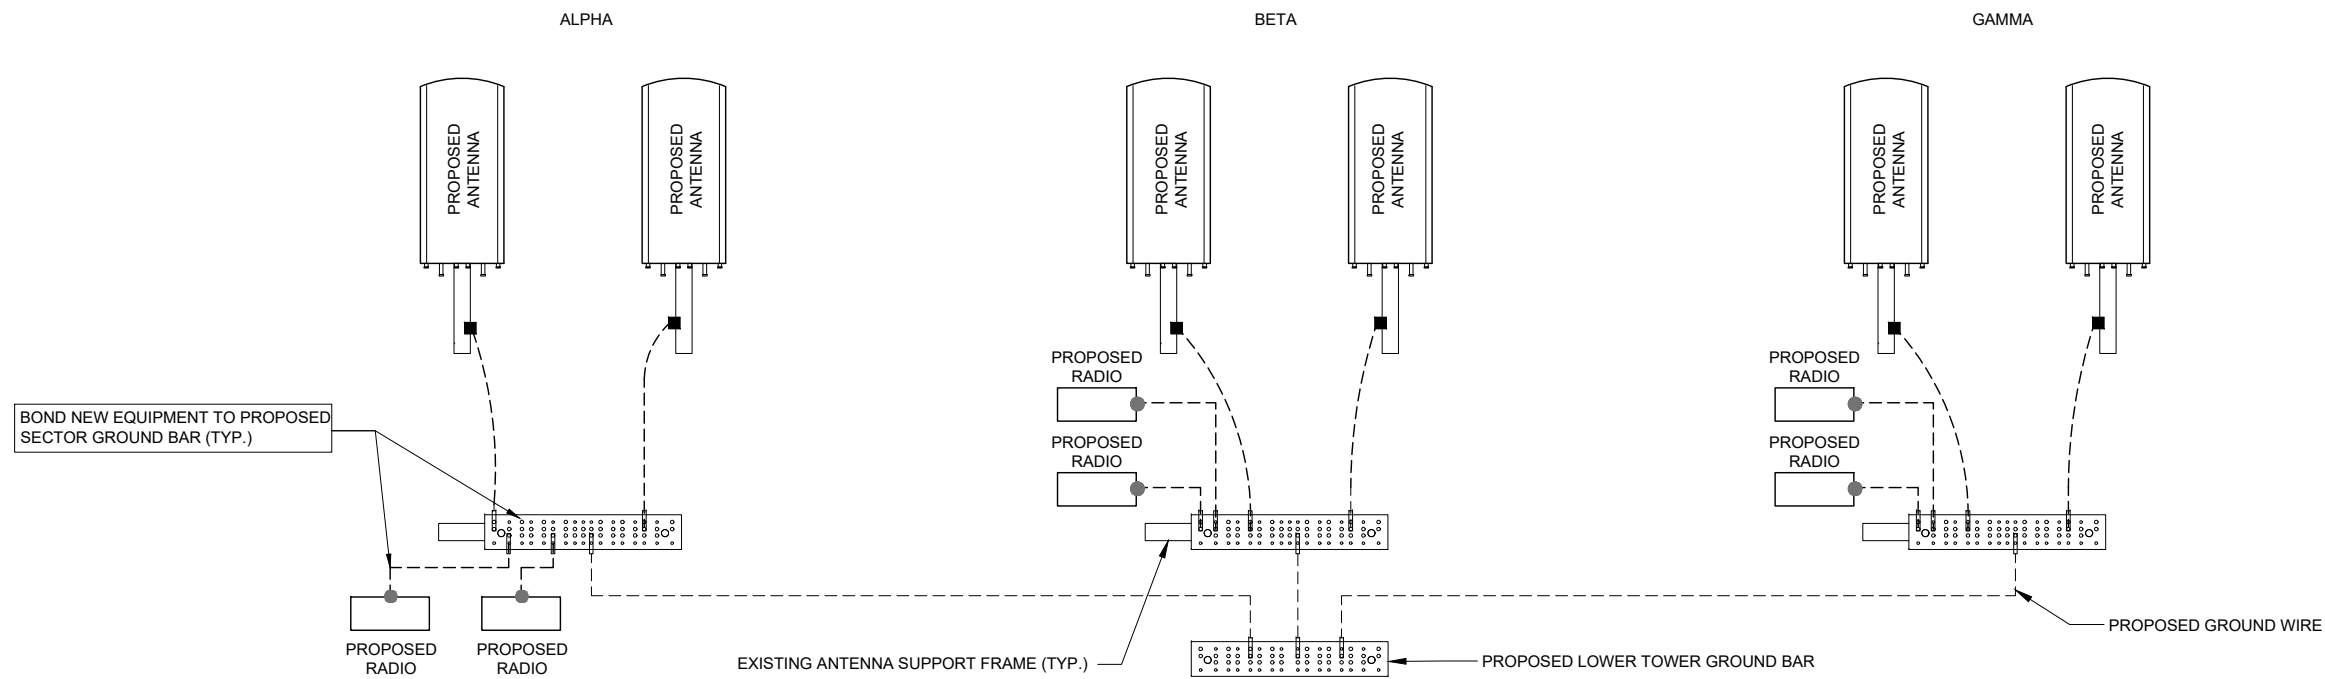 ALPHA
BETA
GAMMA
PROPOSED
ANTENNA
PROPOSED
ANTENNA
PROPOSED
ANTENNA
PROPOSED
ANTENNA
PROPOSED
ANTENNA
PROPOSED
ANTENNA
PROPOSED
RADIO
PROPOSED
RADIO
PROPOSED
RADIO
PROPOSED
RADIO
BOND NEW EQUIPMENT TO PROPOSED
SECTOR GROUND BAR (TYP.)
PROPOSED
RADIO
PROPOSED
RADIO
EXISTING ANTENNA SUPPORT FRAME (TYP.)
PROPOSED LOWER TOWER GROUND BAR
PROPOSED GROUND WIRE